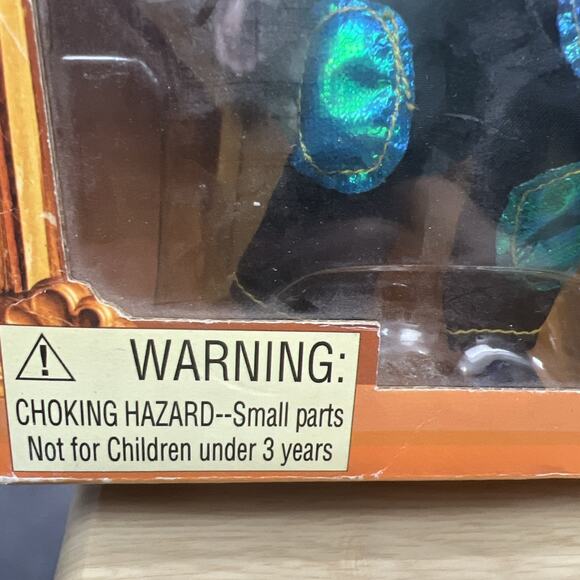 WARNING:
CHOKING HAZARD--Small parts
Not for Children under 3 years